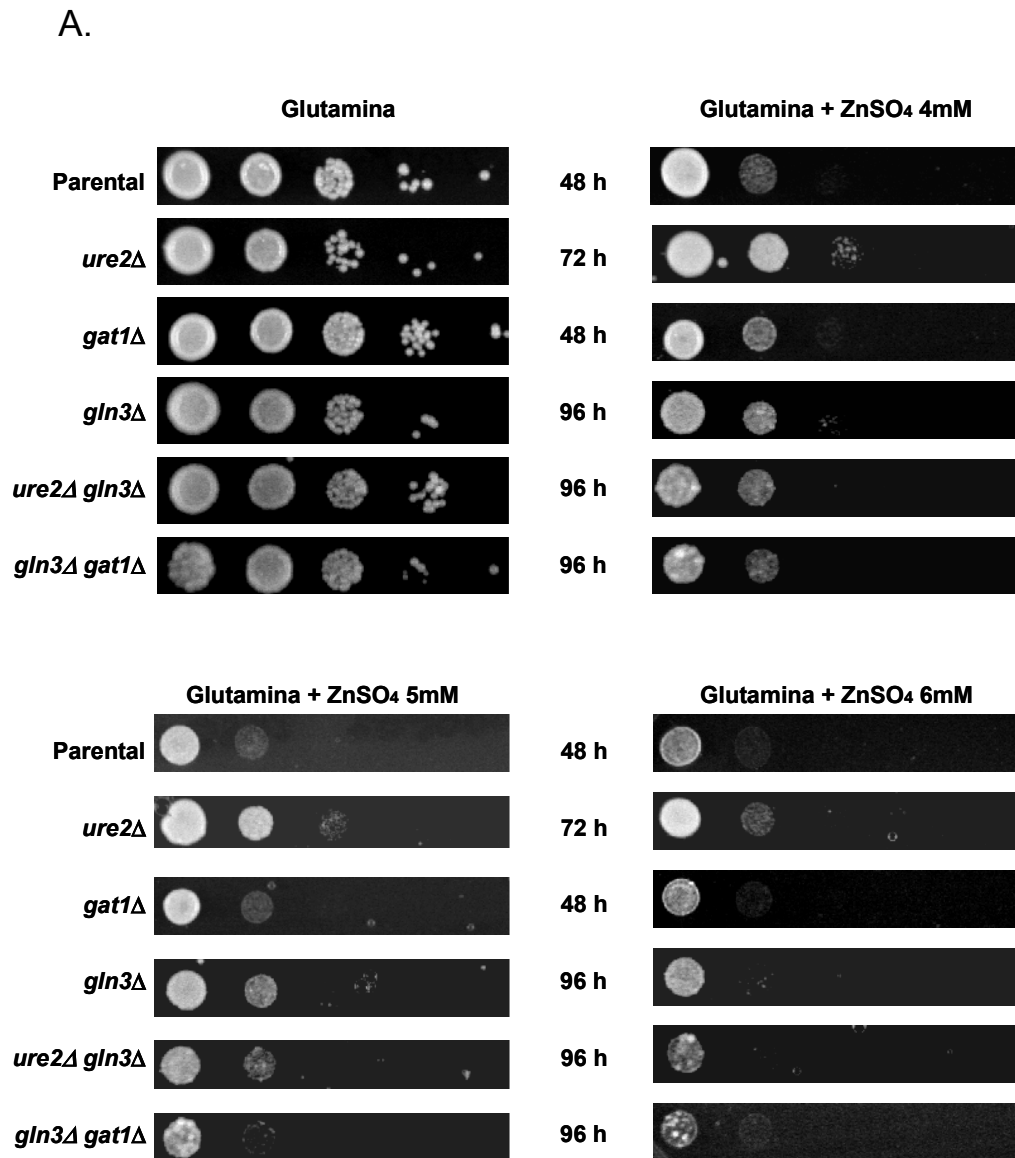 A.
Glutamina Glutamina + ZnSO₄ 4mM
Parental 48 h
ure2Δ 72 h
gat1Δ 48 h
gln3Δ 96 h
ure2Δ gln3Δ 96 h
gln3Δ gat1Δ 96 h
Glutamina + ZnSO₄ 5mM Glutamina + ZnSO₄ 6mM
Parental 48 h
ure2Δ 72 h
gat1Δ 48 h
gln3Δ 96 h
ure2Δ gln3Δ 96 h
gln3Δ gat1Δ 96 h